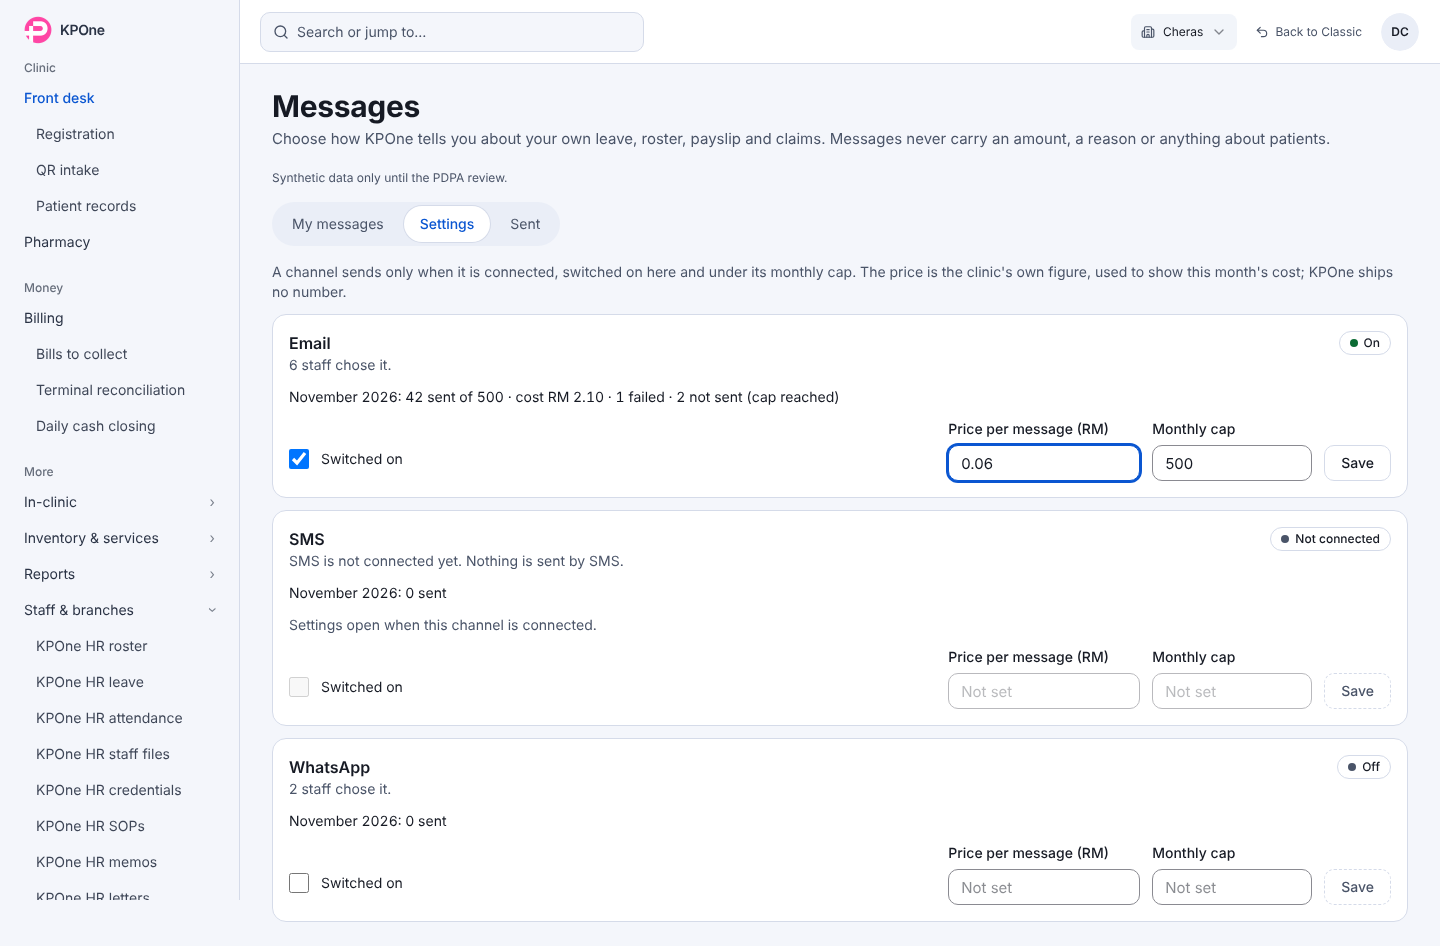 KPOne
Search or jump to...
Cheras
Back to Classic
DC
Clinic
Front desk
Registration
QR intake
Patient records
Pharmacy
Money
Billing
Bills to collect
Terminal reconciliation
Daily cash closing
More
In-clinic
Inventory & services
Reports
Staff & branches
KPOne HR roster
KPOne HR leave
KPOne HR attendance
KPOne HR staff files
KPOne HR credentials
KPOne HR SOPs
KPOne HR memos
KPOne HR letters
Messages
Choose how KPOne tells you about your own leave, roster, payslip and claims. Messages never carry an amount, a reason or anything about patients.
Synthetic data only until the PDPA review.
My messages
Settings
Sent
A channel sends only when it is connected, switched on here and under its monthly cap. The price is the clinic's own figure, used to show this month's cost; KPOne ships
no number.
Email
On
6 staff chose it.
November 2026: 42 sent of 500 · cost RM 2.10 · 1 failed · 2 not sent (cap reached)
Price per message (RM)
Monthly cap
Switched on
0.06
500
Save
SMS
Not connected
SMS is not connected yet. Nothing is sent by SMS.
November 2026: 0 sent
Settings open when this channel is connected.
Price per message (RM)
Monthly cap
Switched on
Not set
Not set
Save
WhatsApp
Off
2 staff chose it.
November 2026: 0 sent
Price per message (RM)
Monthly cap
Switched on
Not set
Not set
Save